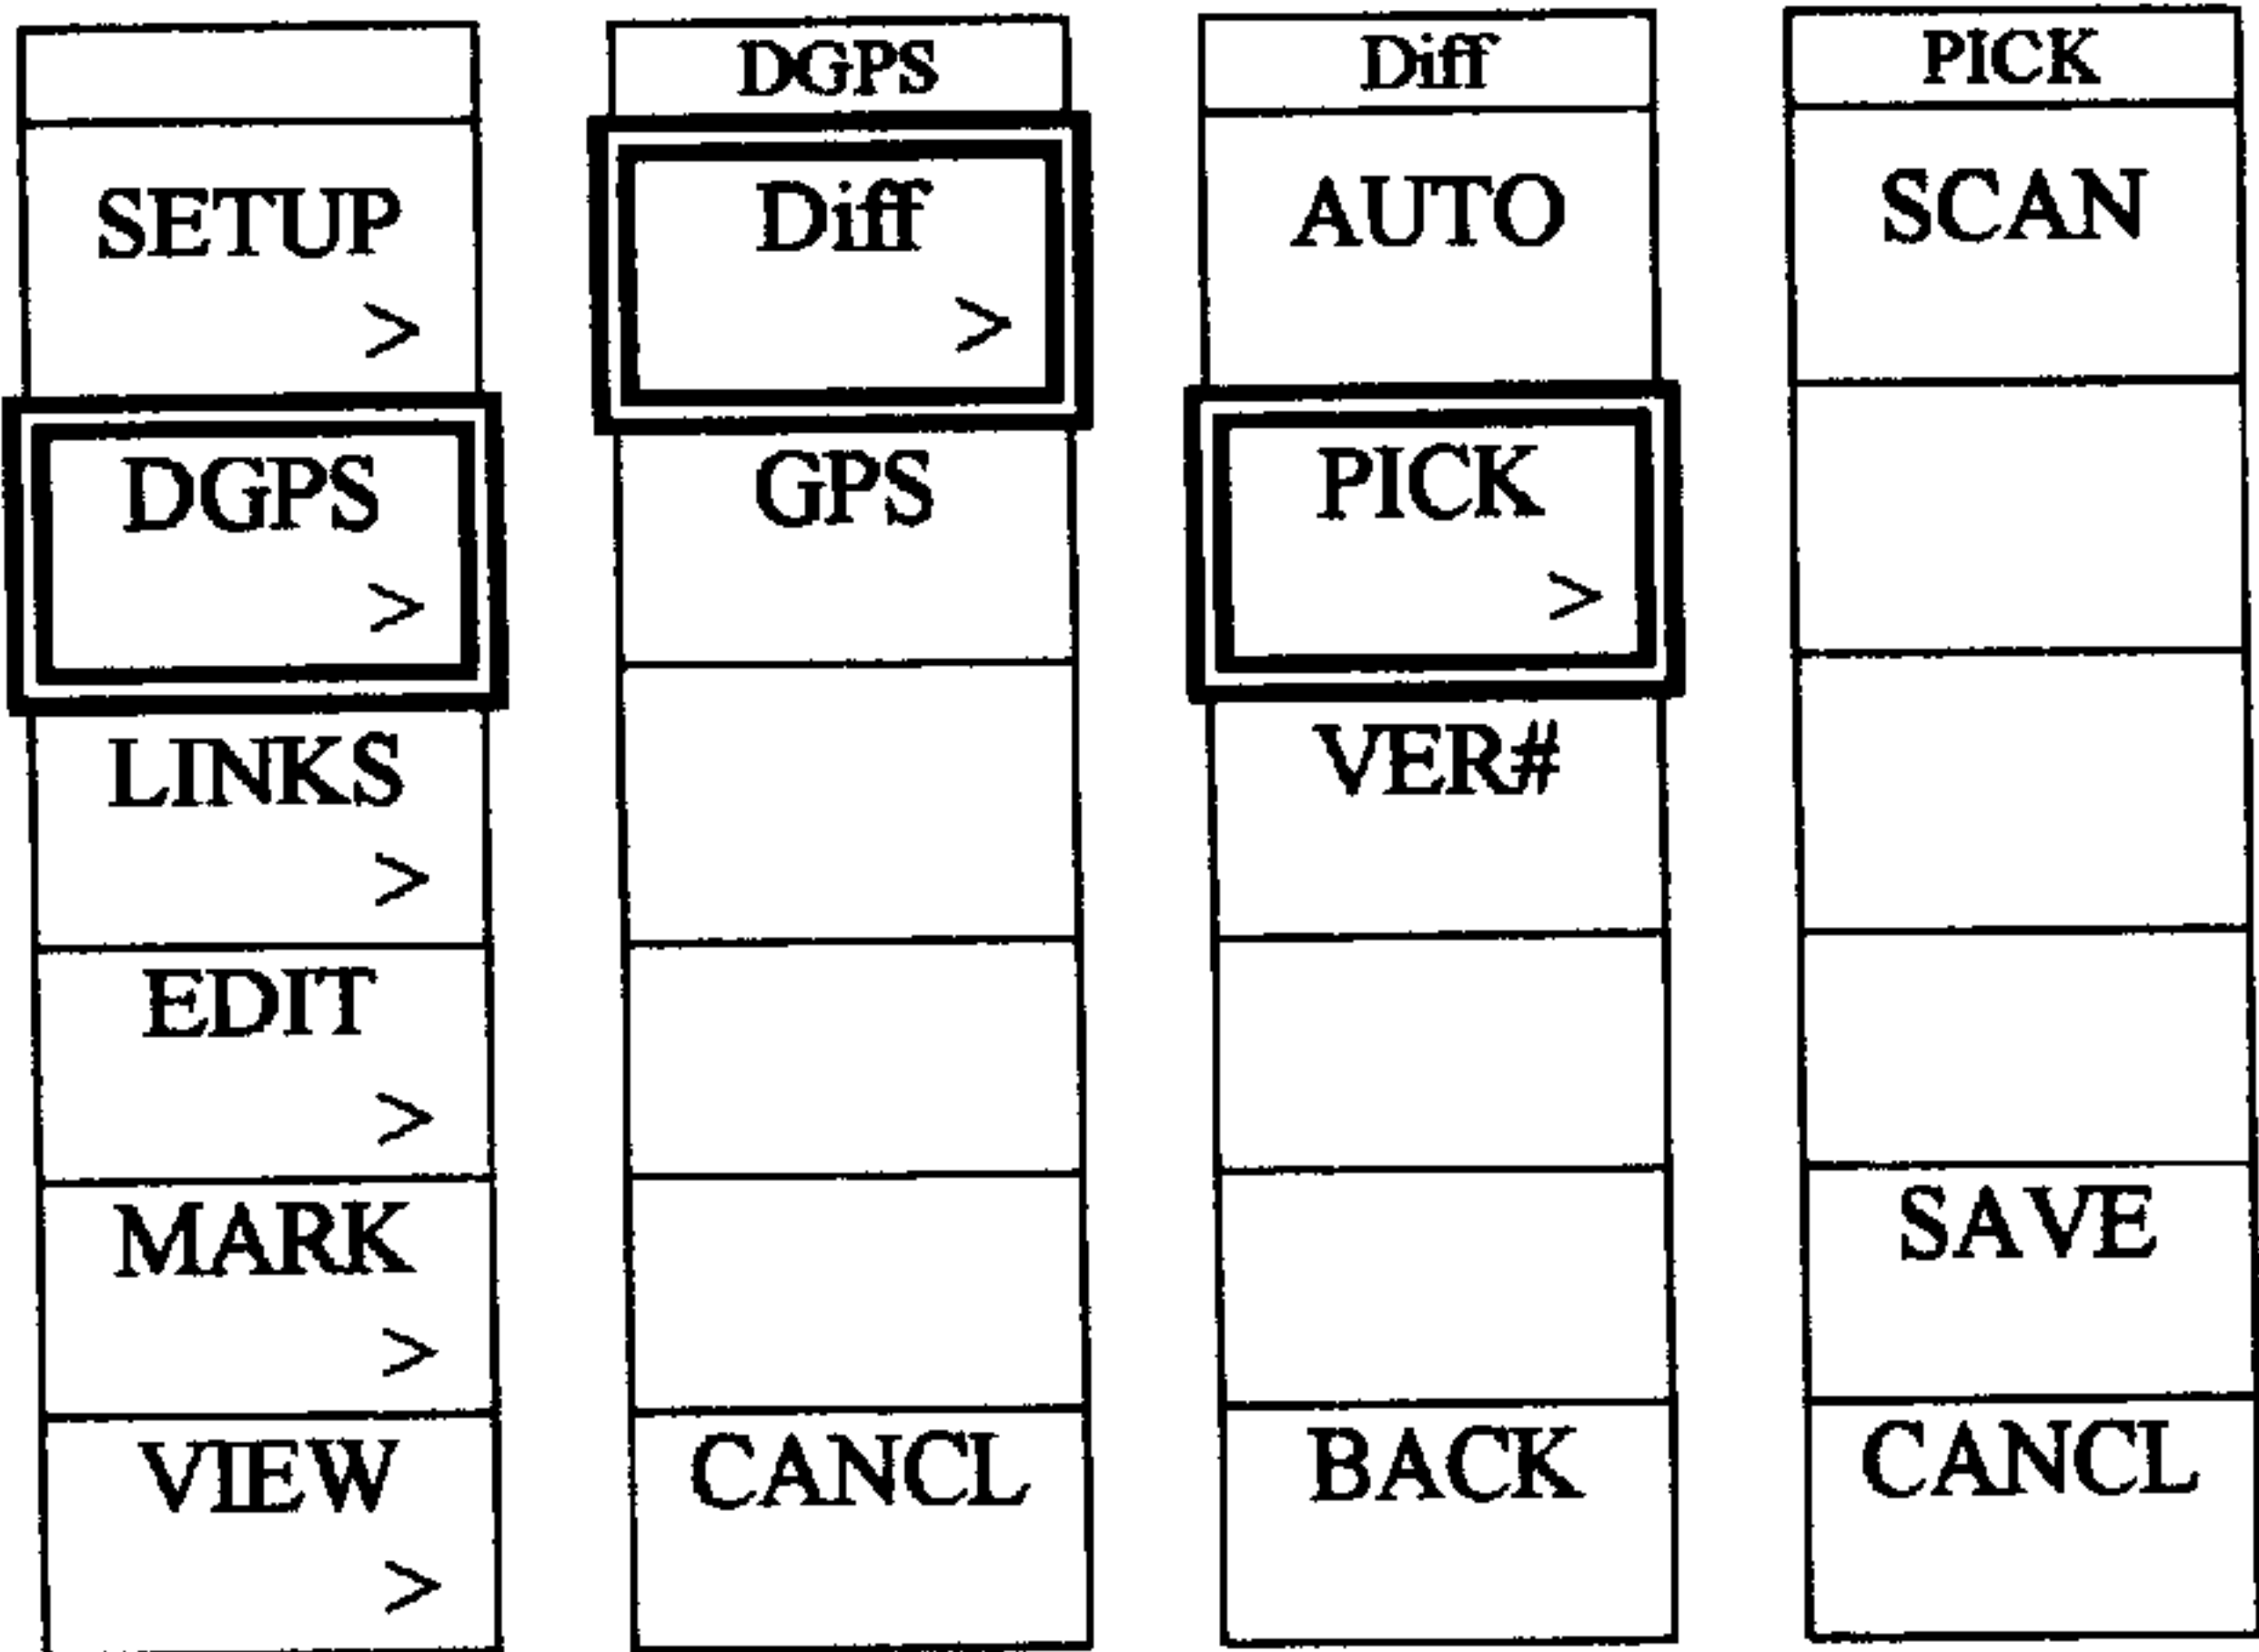 SETUP
>
DGPS
>
LINKS
>
EDIT
>
MARK
>
VIEW
>
DGPS
Diff
>
GPS
CANCL
Diff
AUTO
PICK
>
VER#
BACK
PICK
SCAN
SAVE
CANCL